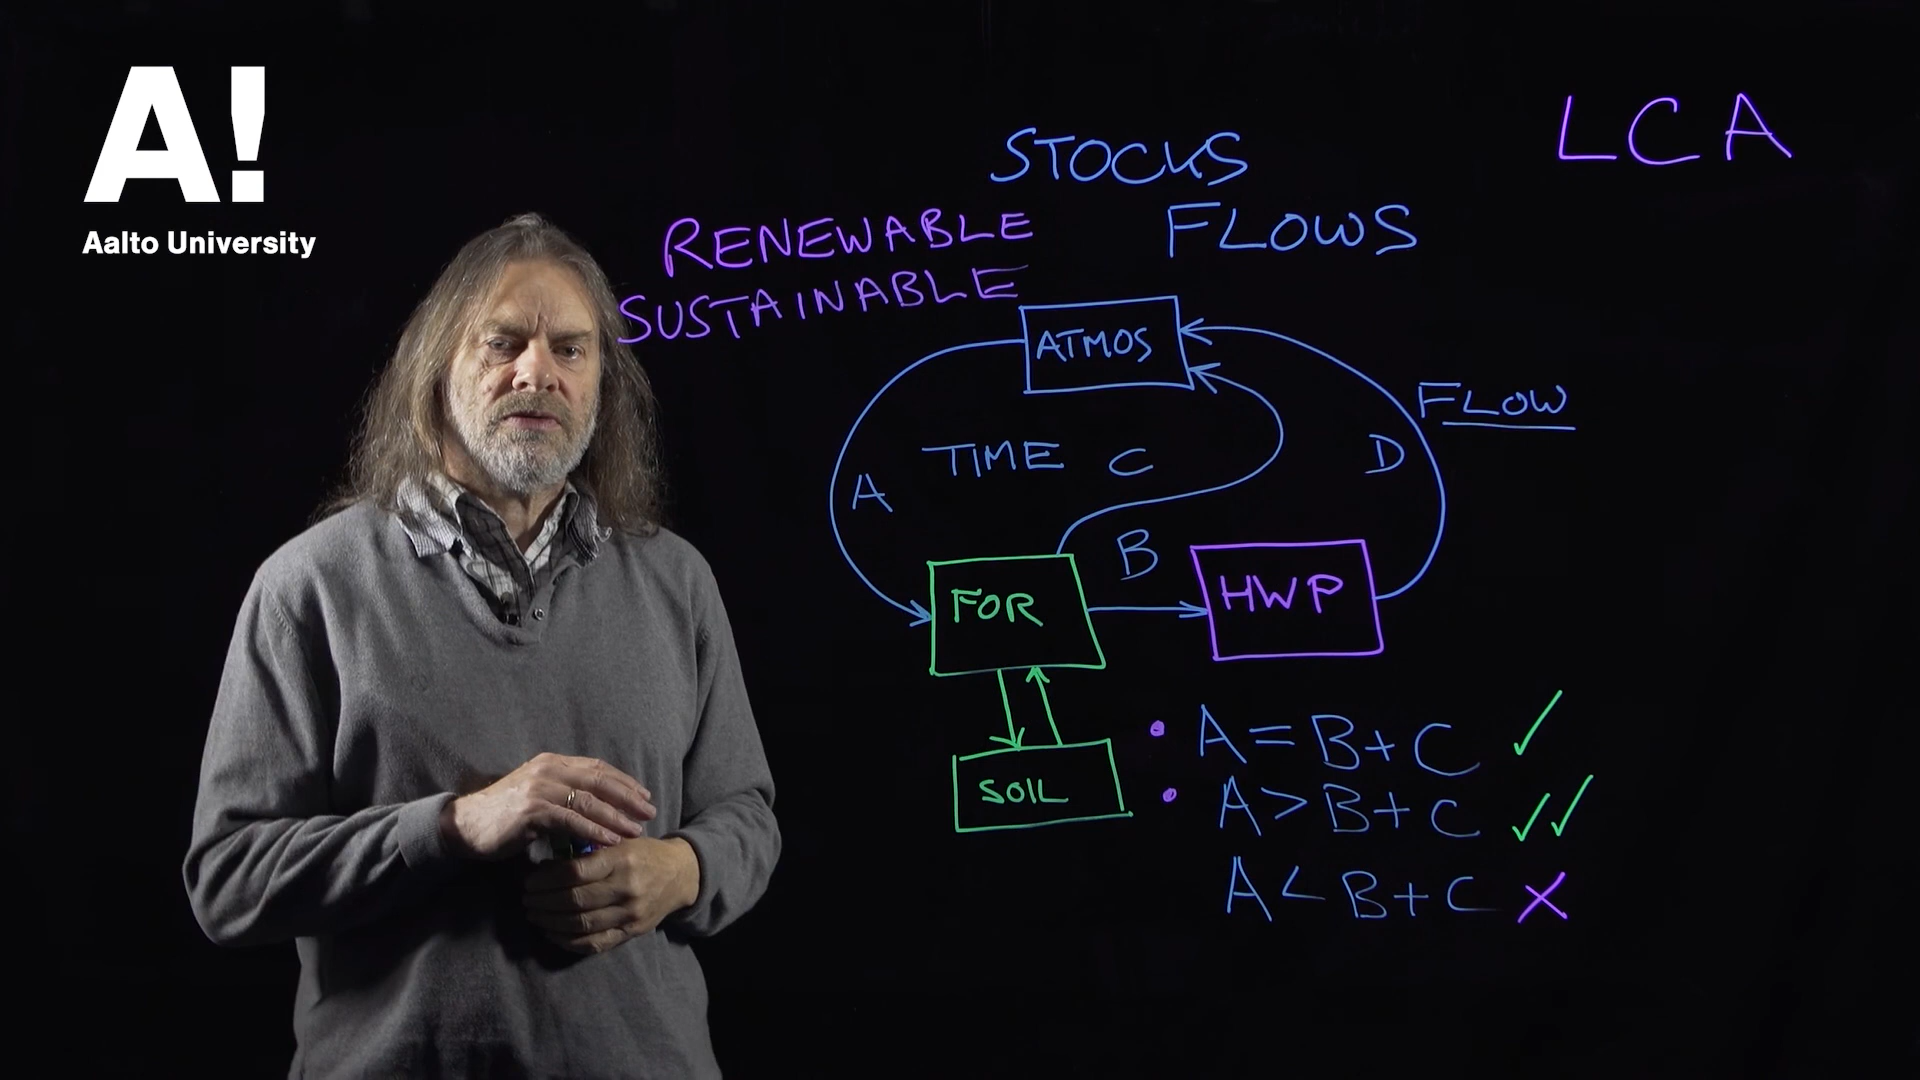 A!
Aalto University
LCA
STOCKS
FLOWS
RENEWABLE
SUSTAINABLE
ATMOS
FLOW
TIME
C
D
A
B
FOR
HWP
SOIL
• A = B + C ✓
• A > B + C ✓✓
A < B + C X